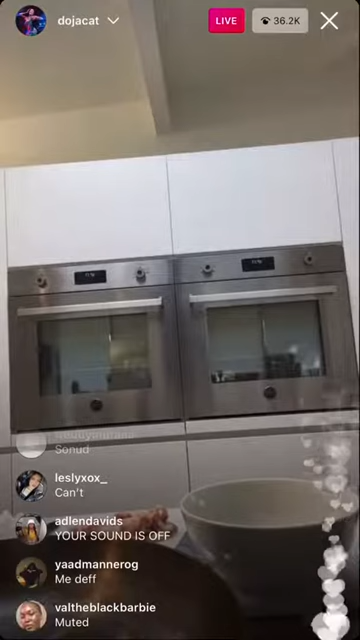 dojacat
LIVE
36.2K
Sonud
leslyxox_
Can't
adlendavids
YOUR SOUND IS OFF
yaadmannerog
Me deff
valtheblackbarbie
Muted